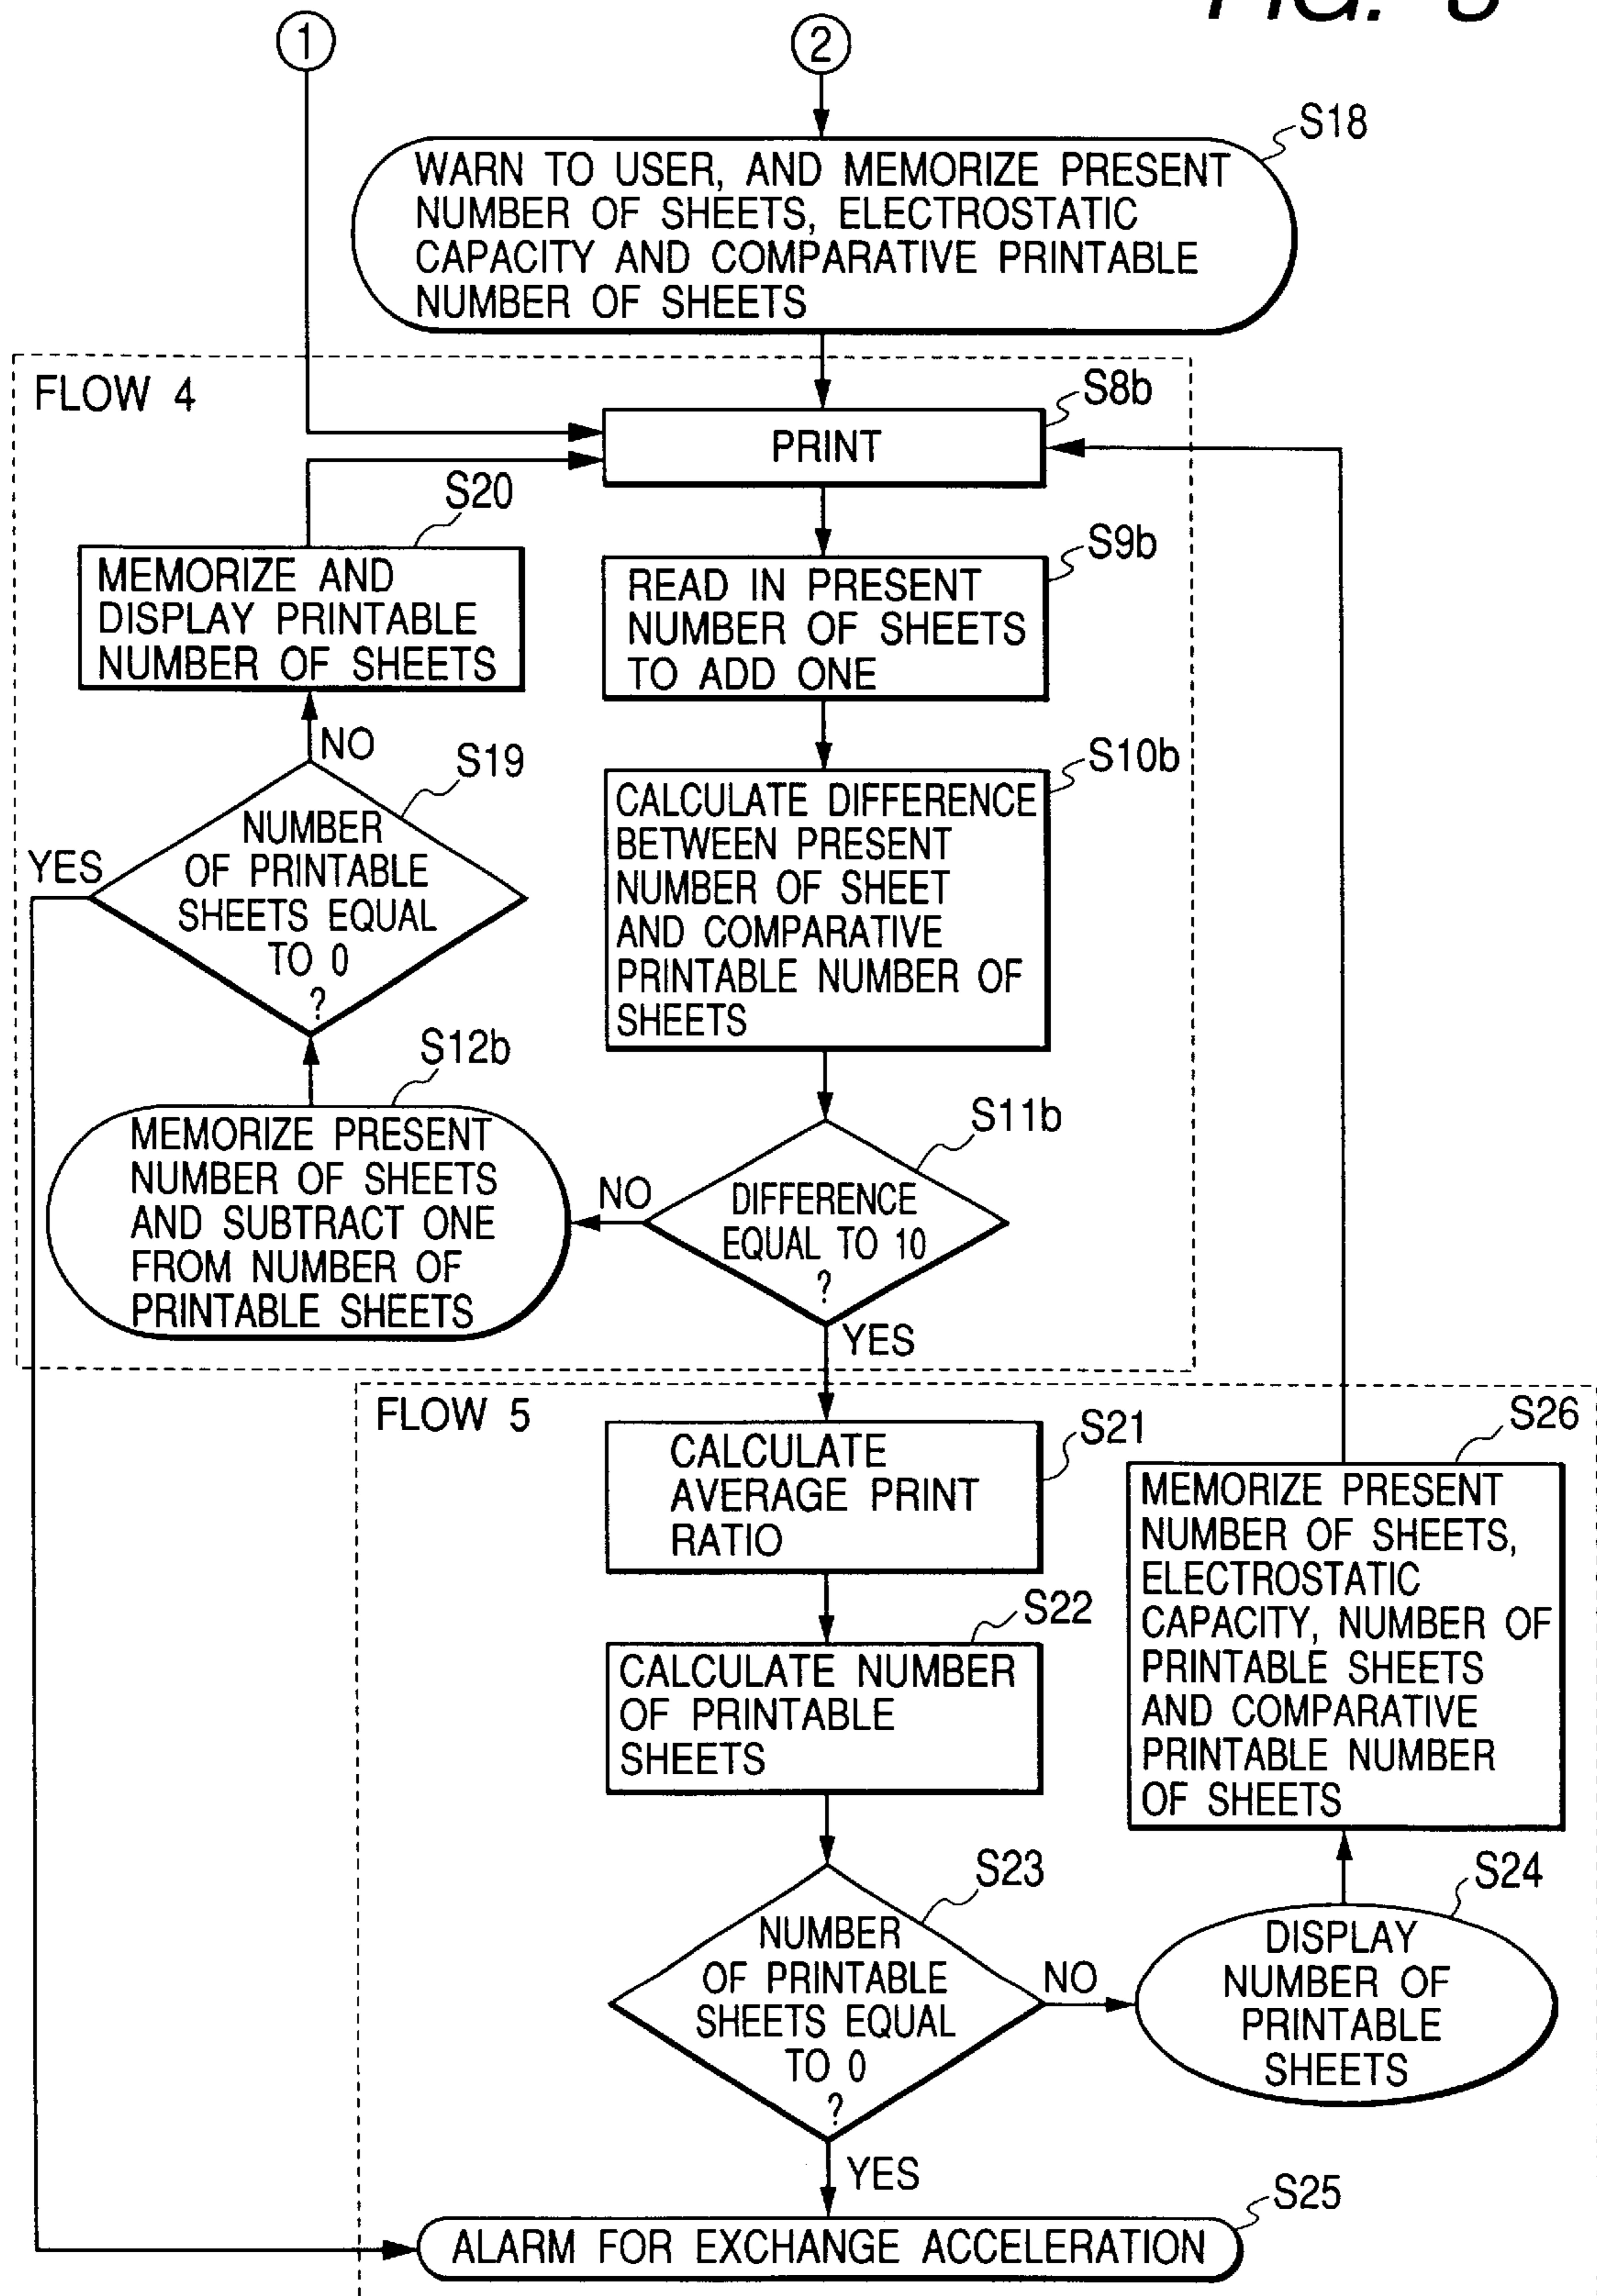 1
2
S18
WARN TO USER, AND MEMORIZE PRESENT
NUMBER OF SHEETS, ELECTROSTATIC
CAPACITY AND COMPARATIVE PRINTABLE
NUMBER OF SHEETS
FLOW 4
S8b
PRINT
S20
MEMORIZE AND
DISPLAY PRINTABLE
NUMBER OF SHEETS
S9b
READ IN PRESENT
NUMBER OF SHEETS
TO ADD ONE
NO
S19
NUMBER
OF PRINTABLE
SHEETS EQUAL
TO 0
?
YES
S10b
CALCULATE DIFFERENCE
BETWEEN PRESENT
NUMBER OF SHEET
AND COMPARATIVE
PRINTABLE NUMBER OF
SHEETS
S12b
MEMORIZE PRESENT
NUMBER OF SHEETS
AND SUBTRACT ONE
FROM NUMBER OF
PRINTABLE SHEETS
NO
S11b
DIFFERENCE
EQUAL TO 10
?
YES
FLOW 5
S21
CALCULATE
AVERAGE PRINT
RATIO
S26
MEMORIZE PRESENT
NUMBER OF SHEETS,
ELECTROSTATIC
CAPACITY, NUMBER OF
PRINTABLE SHEETS
AND COMPARATIVE
PRINTABLE NUMBER
OF SHEETS
S22
CALCULATE NUMBER
OF PRINTABLE
SHEETS
S23
NUMBER
OF PRINTABLE
SHEETS EQUAL
TO 0
?
NO
S24
DISPLAY
NUMBER OF
PRINTABLE
SHEETS
YES
S25
ALARM FOR EXCHANGE ACCELERATION